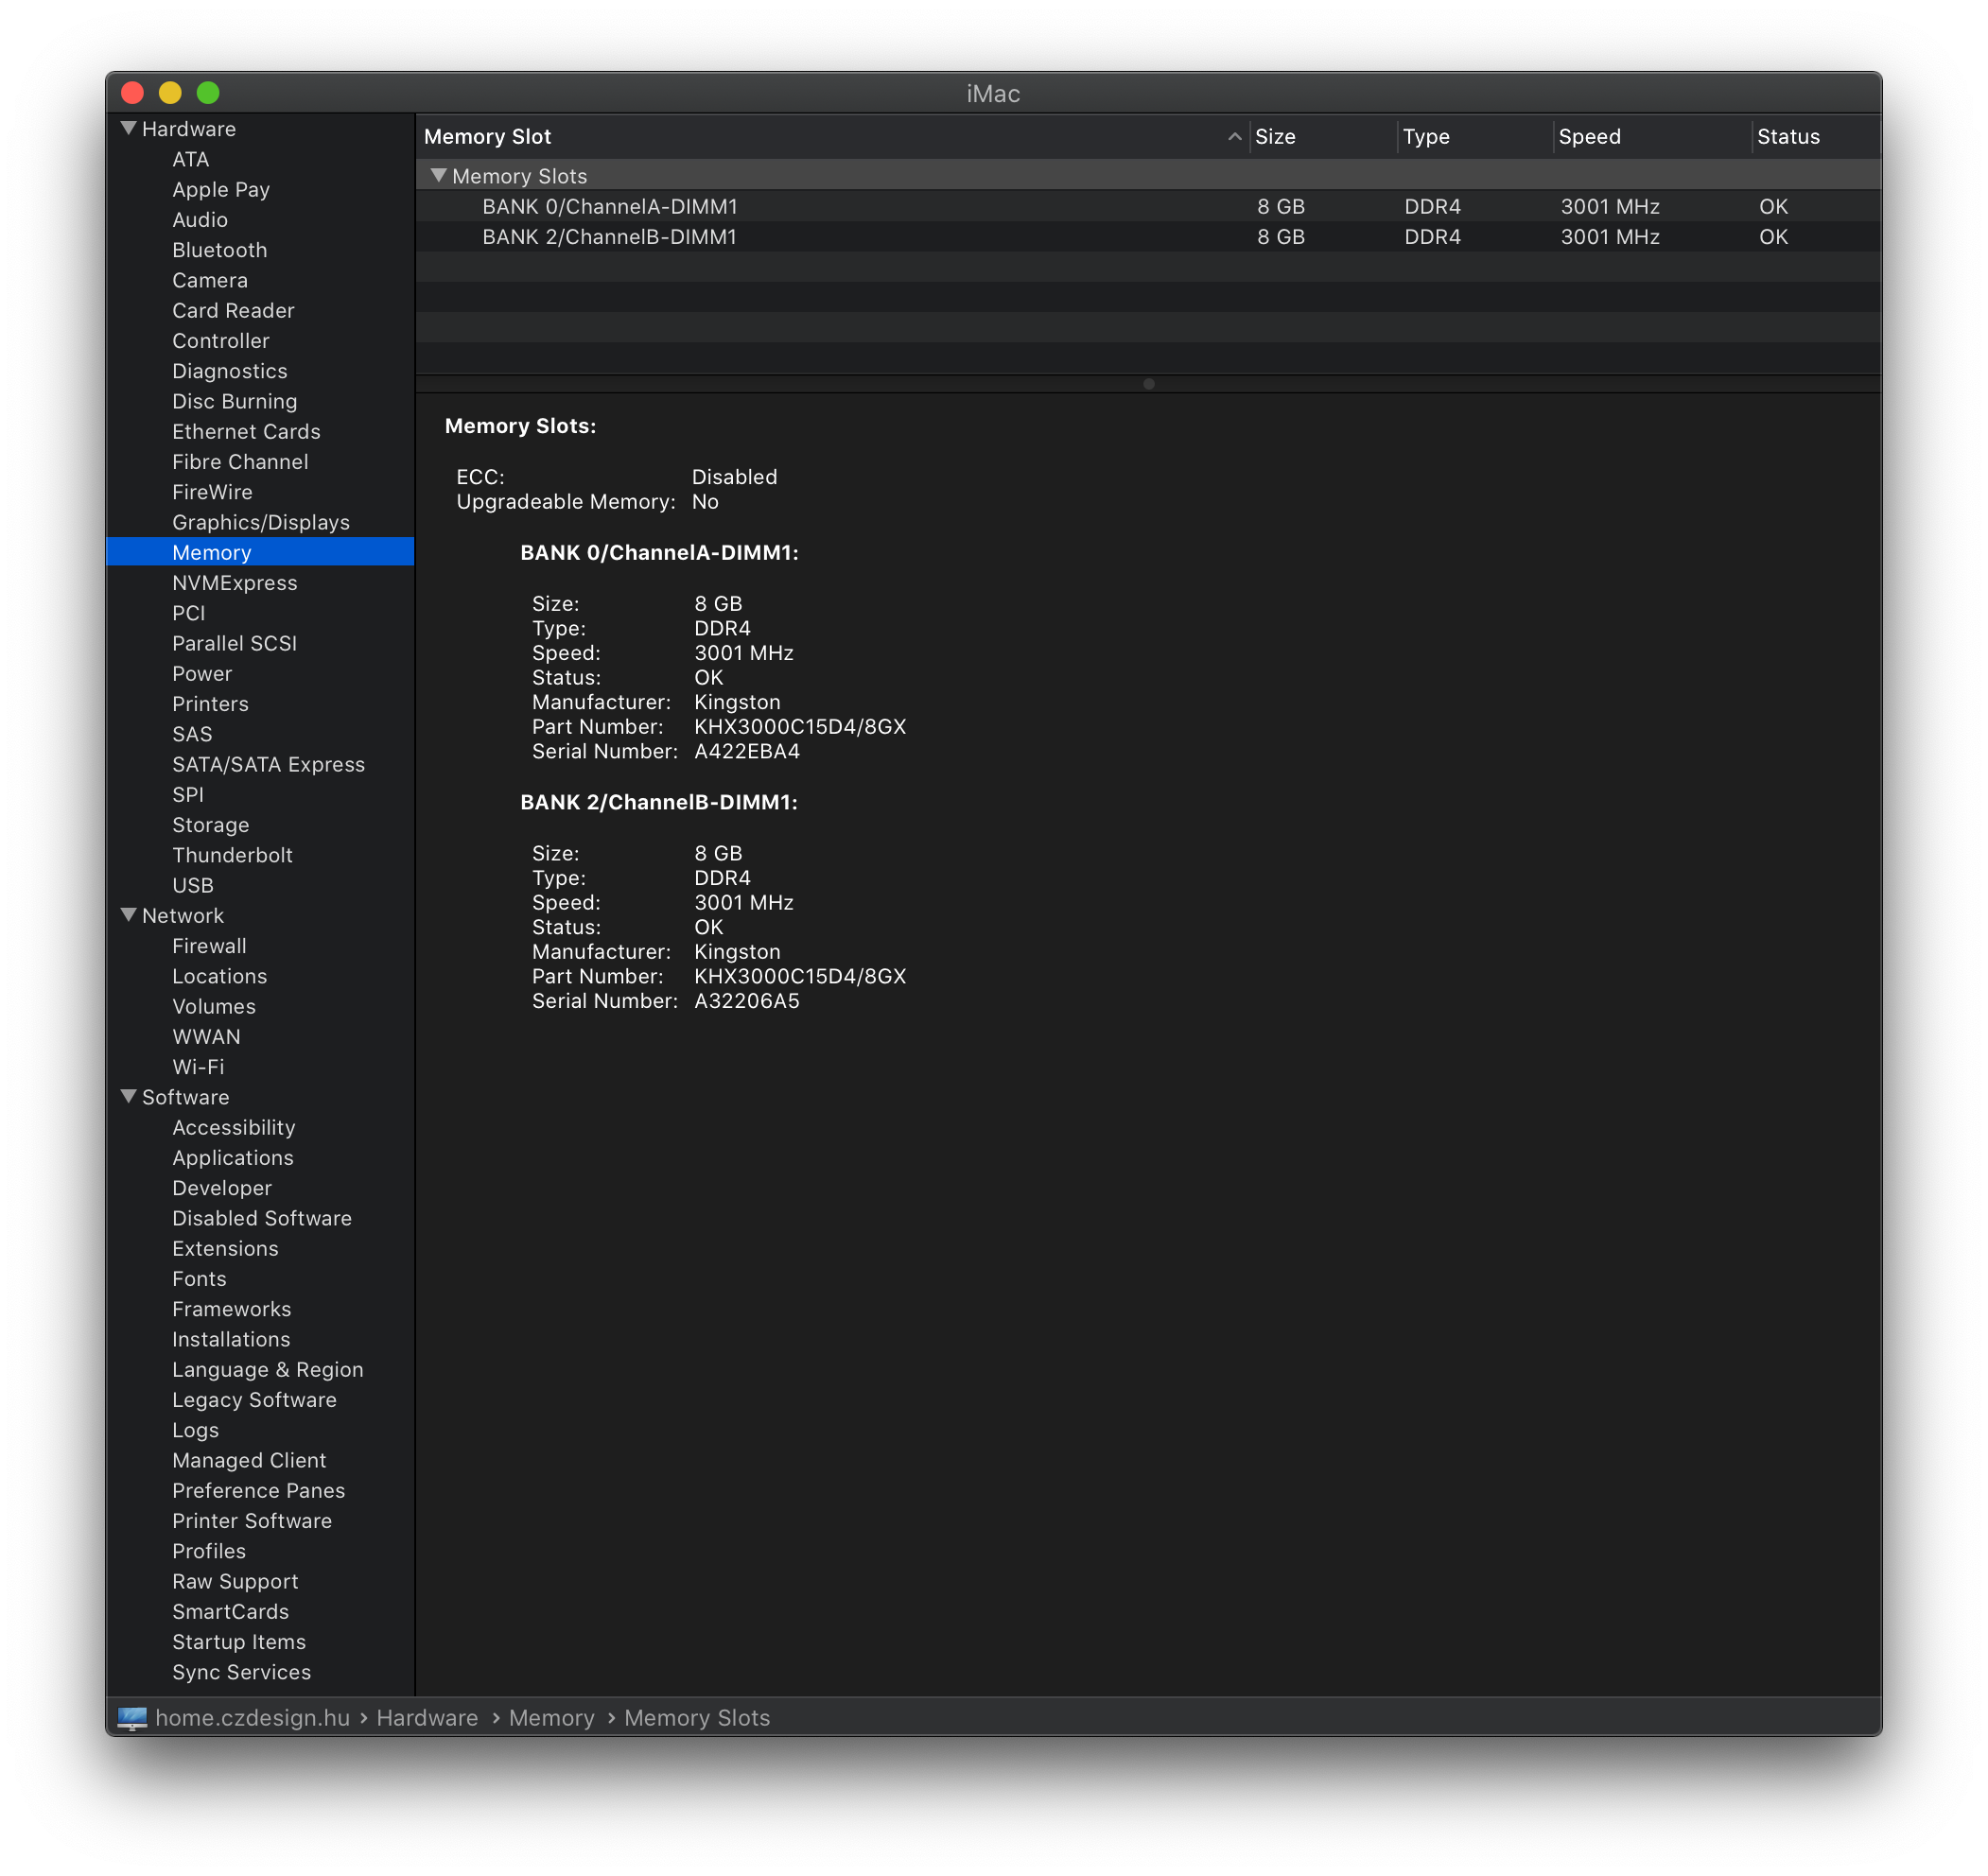 iMac
Hardware
ATA
Apple Pay
Audio
Bluetooth
Camera
Card Reader
Controller
Diagnostics
Disc Burning
Ethernet Cards
Fibre Channel
FireWire
Graphics/Displays
Memory
NVMExpress
PCI
Parallel SCSI
Power
Printers
SAS
SATA/SATA Express
SPI
Storage
Thunderbolt
USB
Network
Firewall
Locations
Volumes
WWAN
Wi-Fi
Software
Accessibility
Applications
Developer
Disabled Software
Extensions
Fonts
Frameworks
Installations
Language & Region
Legacy Software
Logs
Managed Client
Preference Panes
Printer Software
Profiles
Raw Support
SmartCards
Startup Items
Sync Services
Memory Slot Size Type Speed Status
Memory Slots
BANK 0/ChannelA-DIMM1 8 GB DDR4 3001 MHz OK
BANK 2/ChannelB-DIMM1 8 GB DDR4 3001 MHz OK
Memory Slots:
ECC: Disabled
Upgradeable Memory: No
BANK 0/ChannelA-DIMM1:
Size: 8 GB
Type: DDR4
Speed: 3001 MHz
Status: OK
Manufacturer: Kingston
Part Number: KHX3000C15D4/8GX
Serial Number: A422EBA4
BANK 2/ChannelB-DIMM1:
Size: 8 GB
Type: DDR4
Speed: 3001 MHz
Status: OK
Manufacturer: Kingston
Part Number: KHX3000C15D4/8GX
Serial Number: A32206A5
home.czdesign.hu › Hardware › Memory › Memory Slots